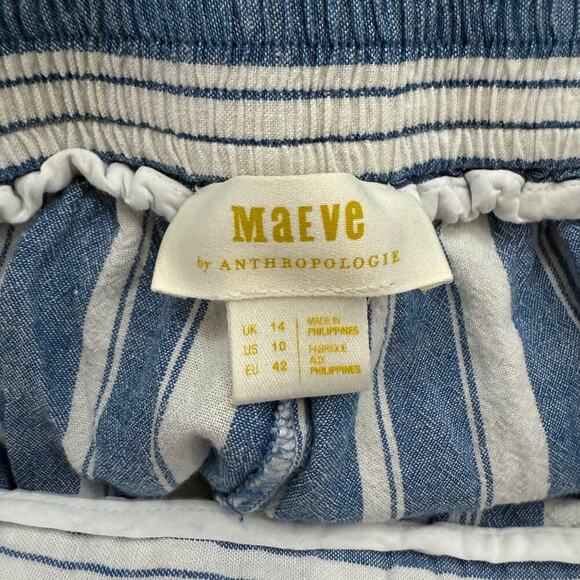 MaEVe
by ANTHROPOLOGIE
UK 14
US 10
EU 42
MADE IN
PHILIPPINES
FABRIQUÉ
AUX
PHILIPPINES